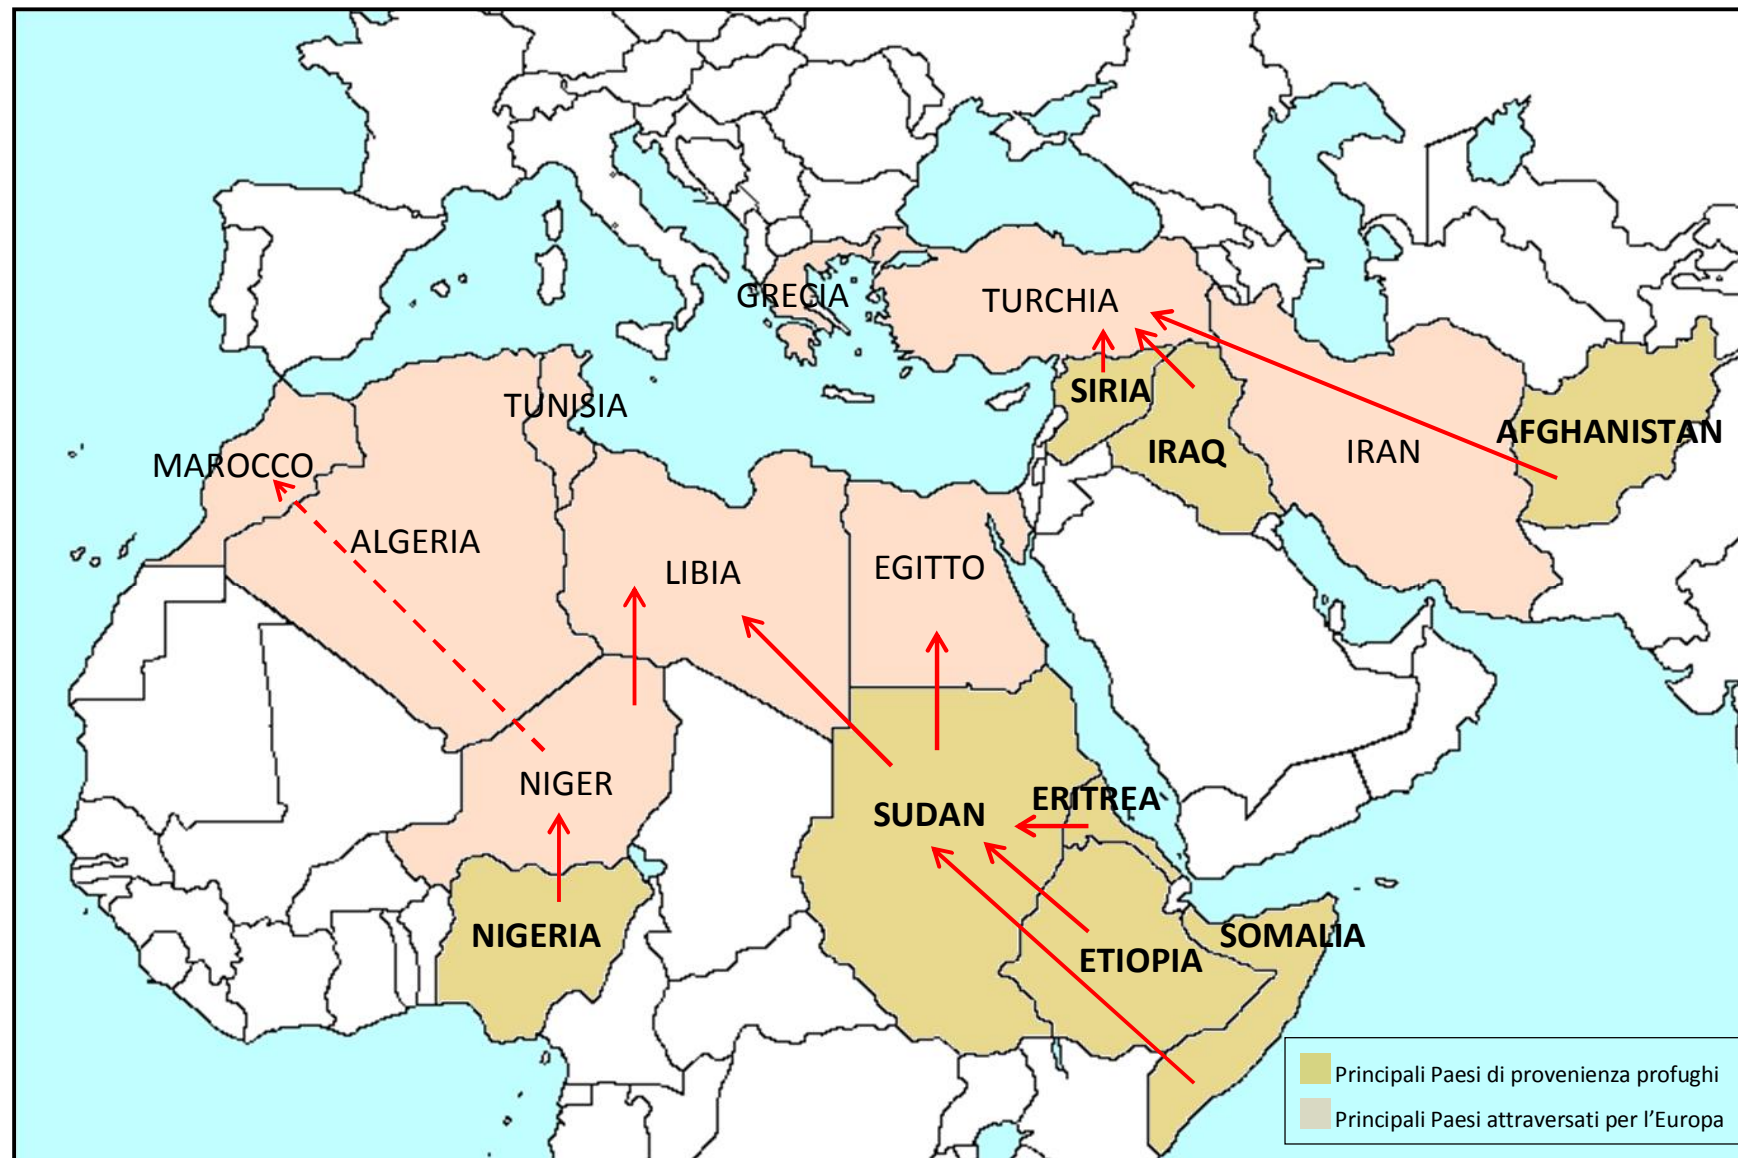 GRECIA
TURCHIA
SIRIA
TUNISIA
AFGHANISTAN
IRAQ
IRAN
MAROCCO
ALGERIA
LIBIA
EGITTO
NIGER
ERITREA
SUDAN
NIGERIA
SOMALIA
ETIOPIA
Principali Paesi di provenienza profughi
Principali Paesi attraversati per l'Europa